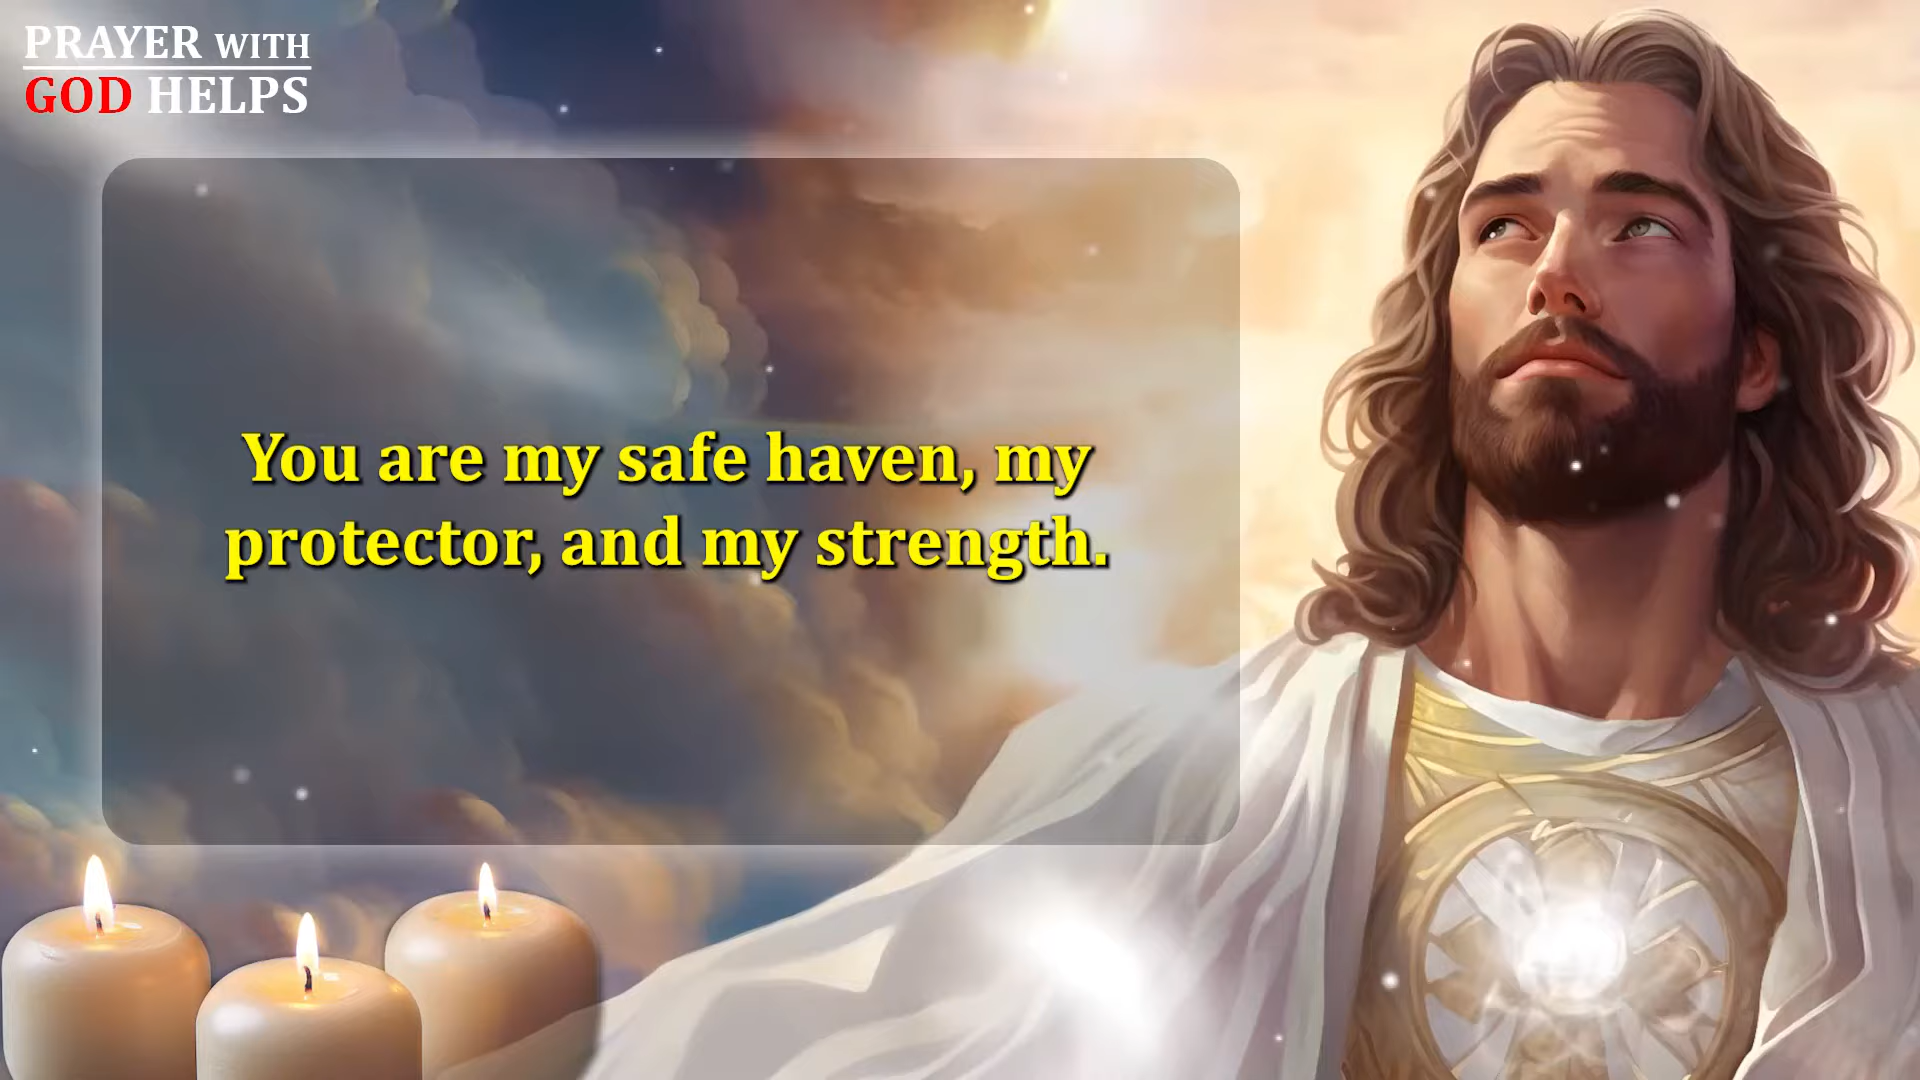 PRAYER WITH
GOD HELPS
You are my safe haven, my
protector, and my strength.